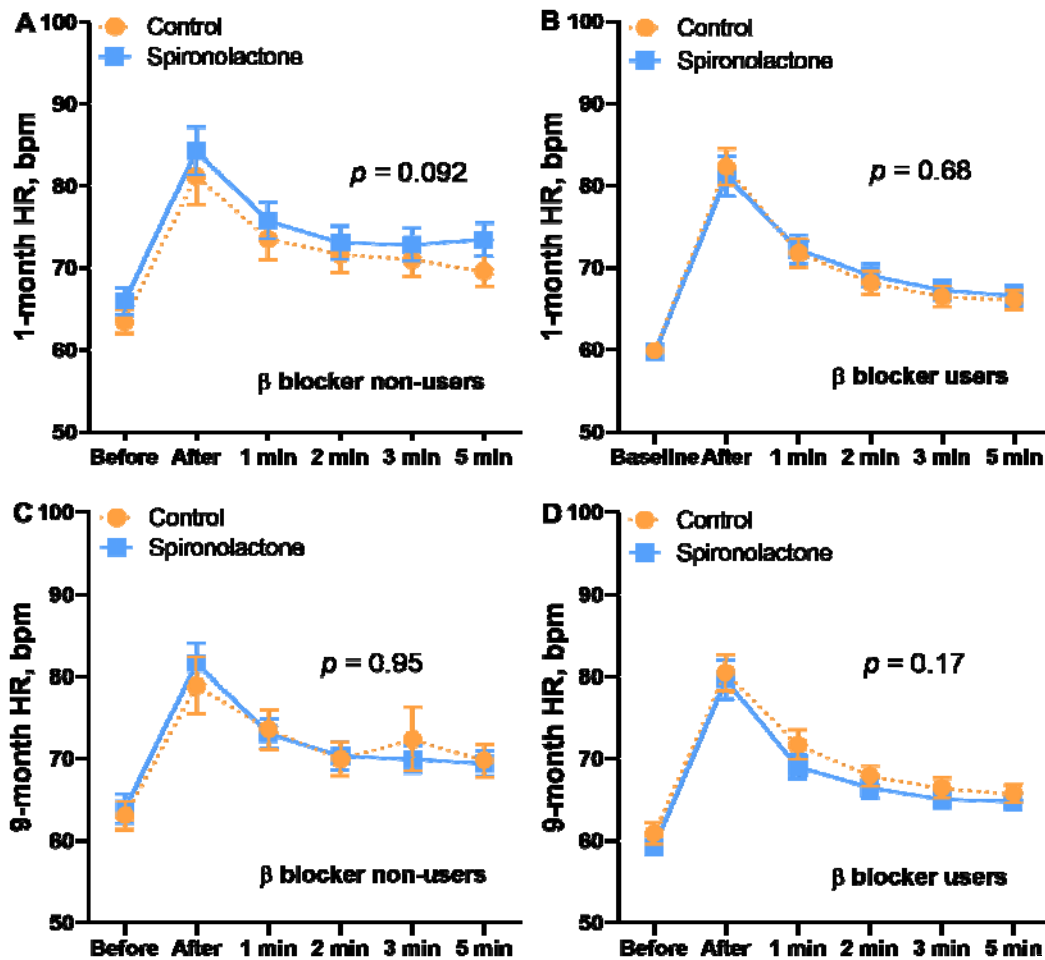 A
Control
Spironolactone
1-month HR, bpm
100
90
80
70
60
50
p = 0.092
β blocker non-users
Before After 1 min 2 min 3 min 5 min
B
Control
Spironolactone
1-month HR, bpm
100
90
80
70
60
50
p = 0.68
β blocker users
Baseline After 1 min 2 min 3 min 5 min
C
Control
Spironolactone
9-month HR, bpm
100
90
80
70
60
50
p = 0.95
β blocker non-users
Before After 1 min 2 min 3 min 5 min
D
Control
Spironolactone
9-month HR, bpm
100
90
80
70
60
50
p = 0.17
β blocker users
Before After 1 min 2 min 3 min 5 min